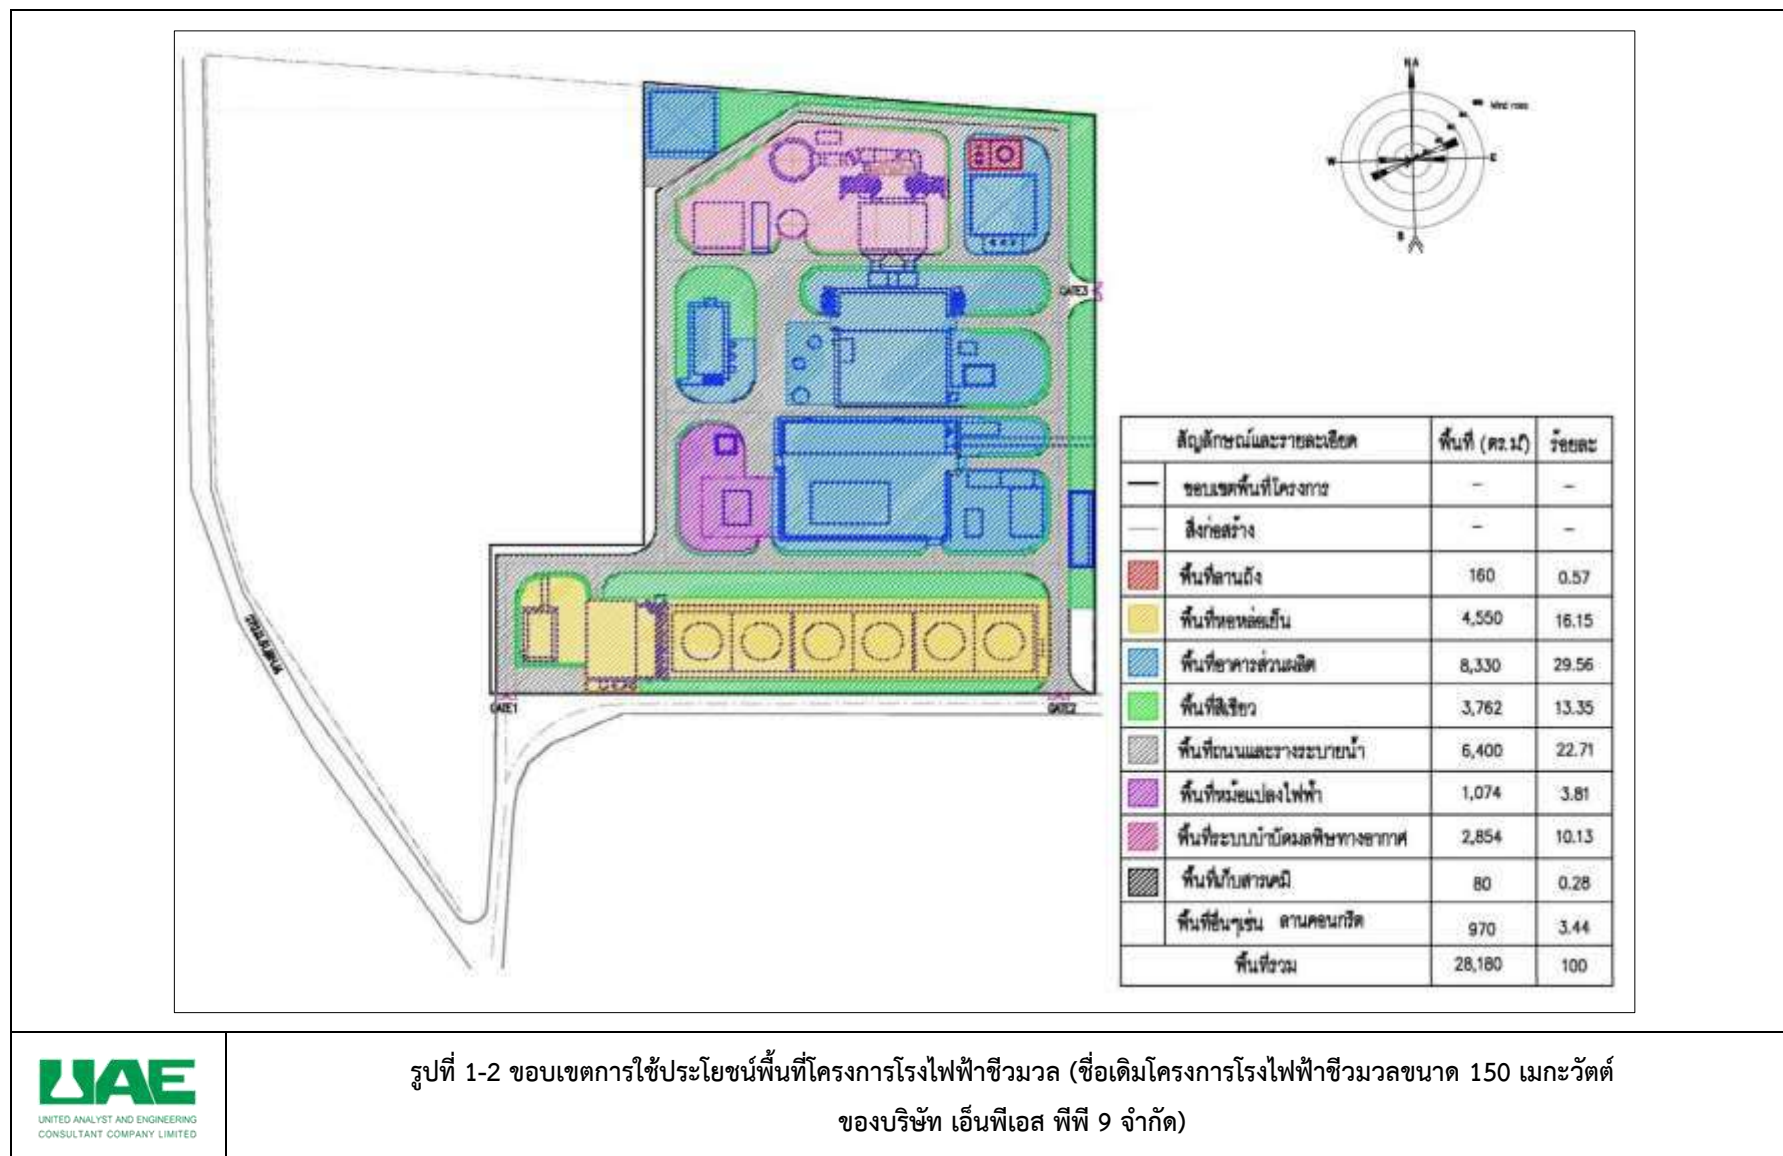 N
Wind rose
W
E
S
GATE3
สัญลักษณ์และรายละเอียด พื้นที่ (ตร.ม.) ร้อยละ
ขอบเขตพื้นที่โครงการ - -
สิ่งก่อสร้าง - -
พื้นที่ลานถัง 160 0.57
พื้นที่หอหล่อเย็น 4,550 16.15
พื้นที่อาคารส่วนผลิต 8,330 29.56
พื้นที่สีเขียว 3,762 13.35
พื้นที่ถนนและรางระบายน้ำ 6,400 22.71
พื้นที่หม้อแปลงไฟฟ้า 1,074 3.81
พื้นที่ระบบบำบัดมลพิษทางอากาศ 2,854 10.13
พื้นที่เก็บสารเคมี 80 0.28
พื้นที่อื่นๆเช่น ลานคอนกรีต 970 3.44
พื้นที่รวม 28,180 100
GATE1
GATE2
UAE
UNITED ANALYST AND ENGINEERING
CONSULTANT COMPANY LIMITED
รูปที่ 1-2 ขอบเขตการใช้ประโยชน์พื้นที่โครงการโรงไฟฟ้าชีวมวล (ชื่อเดิมโครงการโรงไฟฟ้าชีวมวลขนาด 150 เมกะวัตต์
ของบริษัท เอ็นพีเอส พีพี 9 จำกัด)